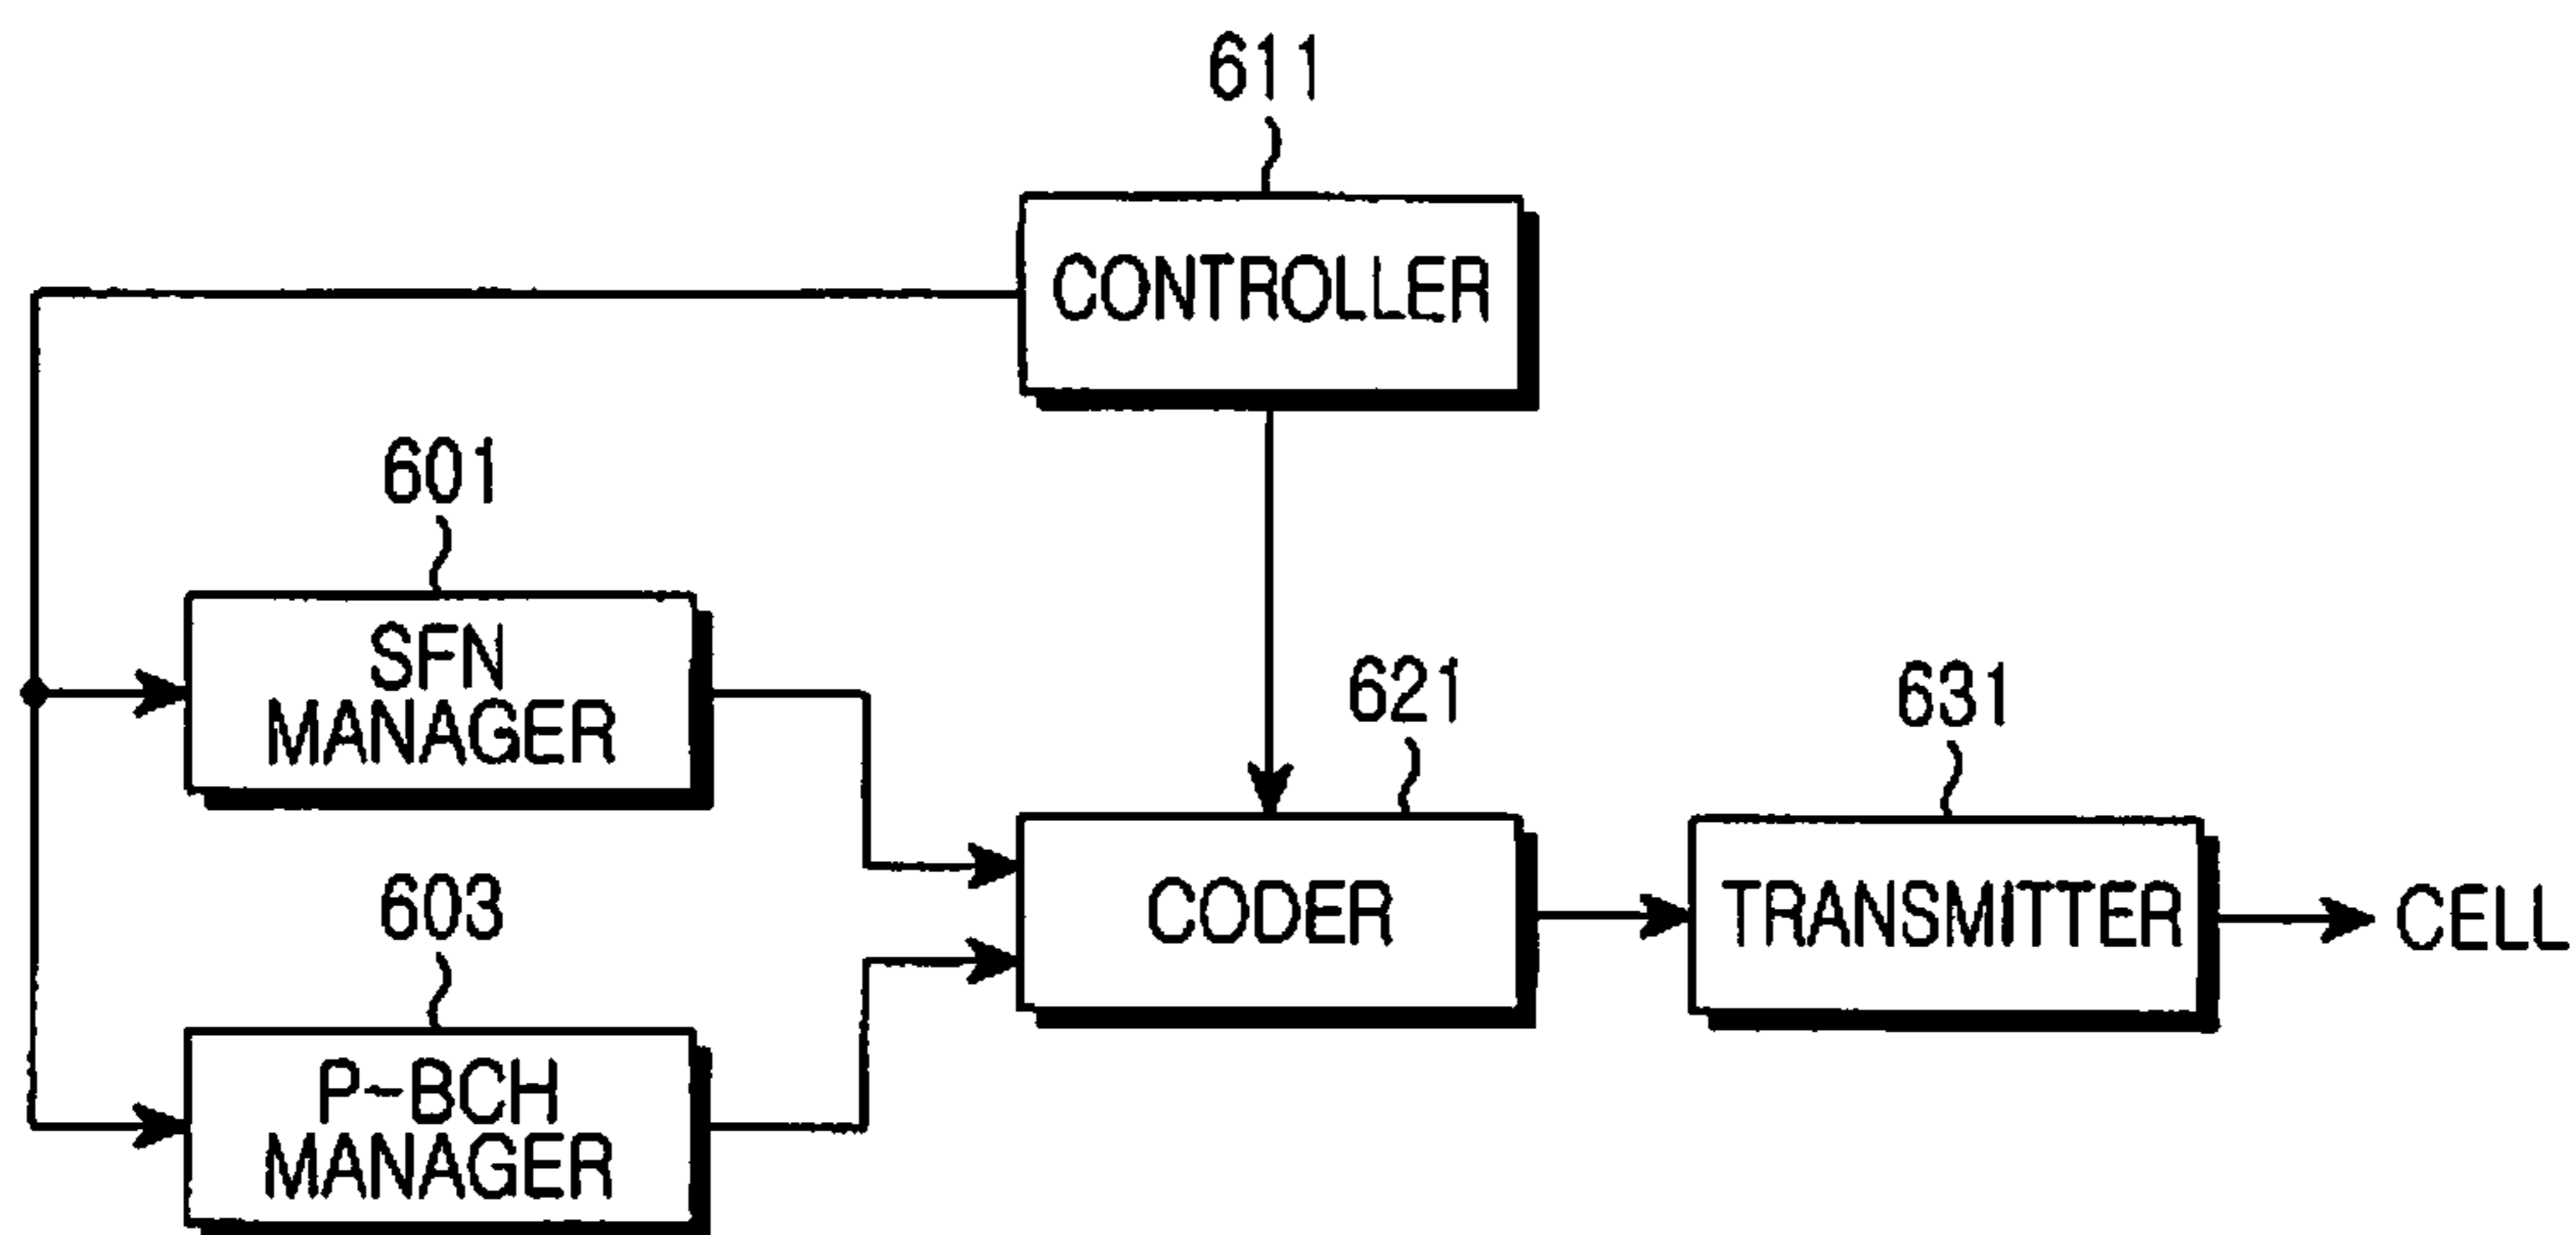 611
CONTROLLER
601
SFN
MANAGER
621
631
603
CODER
TRANSMITTER
CELL
P-BCH
MANAGER